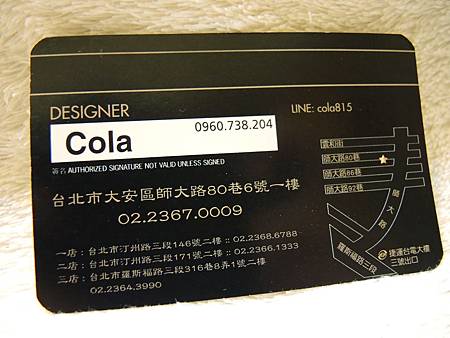 DESIGNER
LINE: cola815
Cola
0960.738.204
簽名 AUTHORIZED SIGNATURE NOT VALID UNLESS SIGNED
台北市大安區師大路80巷6號一樓
02.2367.0009
一店：台北市汀州路三段146號二樓：02.2368.6788
二店：台北市汀州路三段171號二樓：02.2366.1333
三店：台北市羅斯福路三段316巷8弄1號二樓
02.2364.3990
雲和街
師大路80巷
師大路86巷
師大路92巷
師大路
羅斯福路三段
捷運台電大樓
三號出口